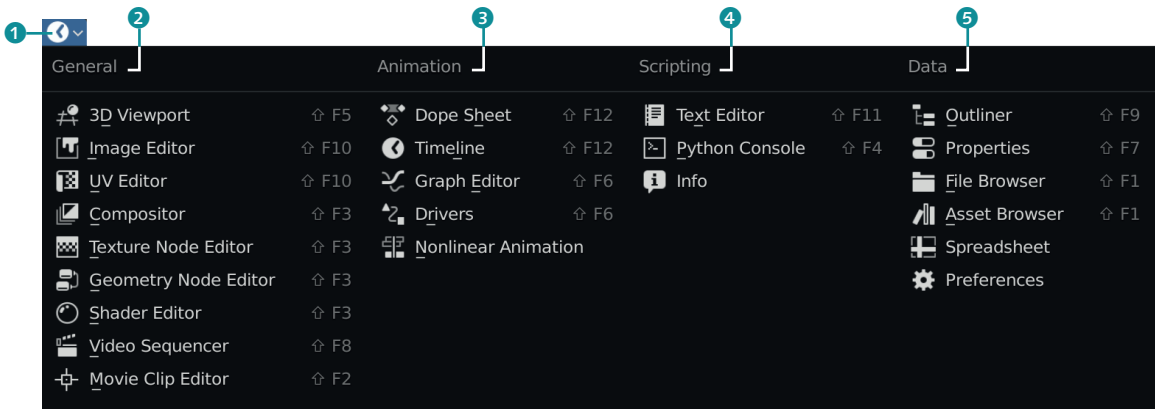 1 2 3 4 5
General Animation Scripting Data
3D Viewport ⇧ F5 Dope Sheet ⇧ F12 Text Editor ⇧ F11 Outliner ⇧ F9
Image Editor ⇧ F10 Timeline ⇧ F12 Python Console ⇧ F4 Properties ⇧ F7
UV Editor ⇧ F10 Graph Editor ⇧ F6 Info File Browser ⇧ F1
Compositor ⇧ F3 Drivers ⇧ F6 Asset Browser ⇧ F1
Texture Node Editor ⇧ F3 Nonlinear Animation Spreadsheet
Geometry Node Editor ⇧ F3 Preferences
Shader Editor ⇧ F3
Video Sequencer ⇧ F8
Movie Clip Editor ⇧ F2